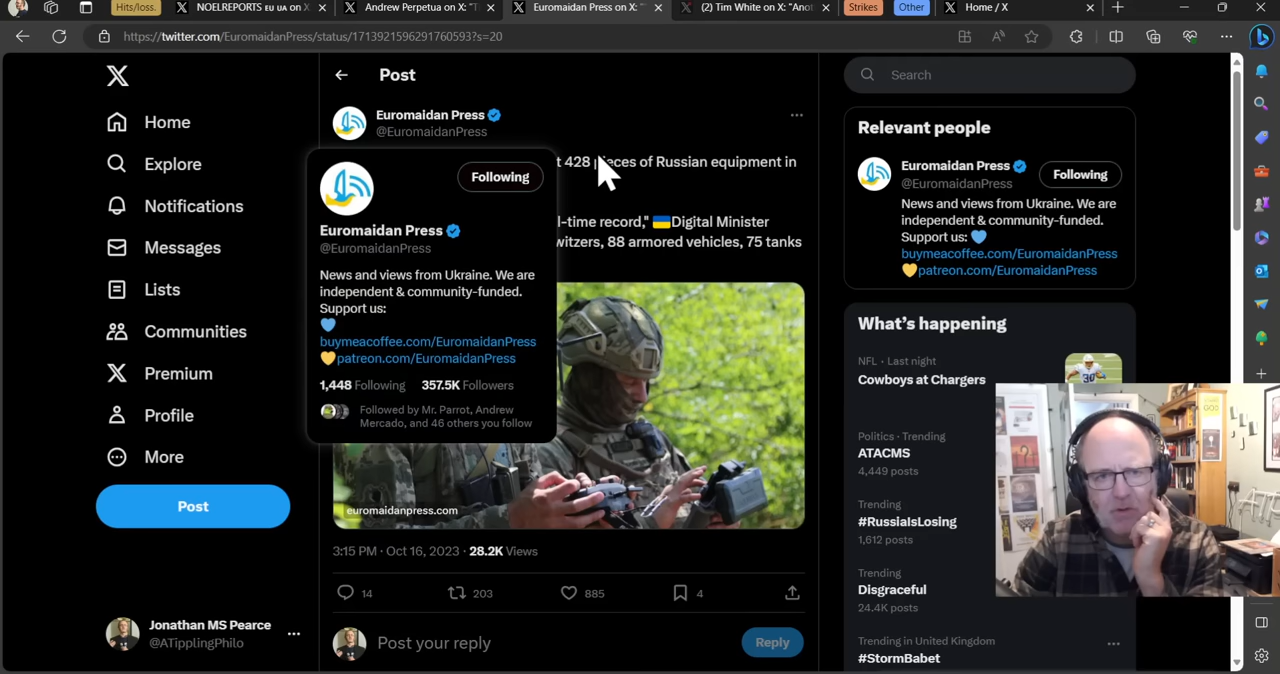 Hits/loss.
NOELREPORTS EU UA on X:
Andrew Perpetua on X: "T
Euromaidan Press on X: "
(2) Tim White on X: "Anot
Strikes
Other
Home / X
https://twitter.com/EuromaidanPress/status/1713921596291760593?s=20
Post
Search
Home
Explore
Notifications
Messages
Lists
Communities
Premium
Profile
More
Post
Jonathan MS Pearce
@ATipplingPhilo
Euromaidan Press
@EuromaidanPress
t 428 pieces of Russian equipment in
l-time record," Digital Minister
witzers, 88 armored vehicles, 75 tanks
Following
Euromaidan Press
@EuromaidanPress
News and views from Ukraine. We are
independent & community-funded.
Support us:
buymeacoffee.com/EuromaidanPress
patreon.com/EuromaidanPress
1,448 Following 357.5K Followers
Followed by Mr. Parrot, Andrew
Mercado, and 46 others you follow
euromaidanpress.com
3:15 PM · Oct 16, 2023 · 28.2K Views
14 203 885 4
Post your reply
Reply
Relevant people
Euromaidan Press
@EuromaidanPress
Following
News and views from Ukraine. We are
independent & community-funded.
Support us:
buymeacoffee.com/EuromaidanPress
patreon.com/EuromaidanPress
What's happening
NFL · Last night
Cowboys at Chargers
Politics · Trending
ATACMS
4,449 posts
Trending
#RussiaIsLosing
1,612 posts
Trending
Disgraceful
24.4K posts
Trending in United Kingdom
#StormBabet